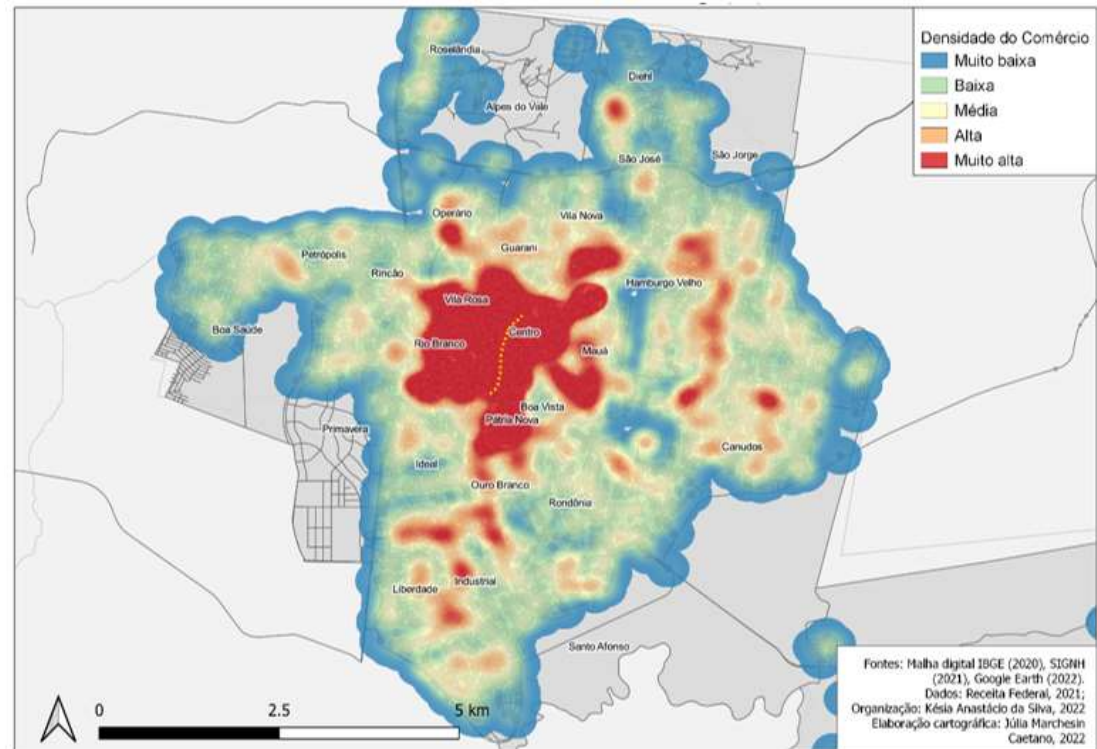 Densidade do Comércio
Muito baixa
Baixa
Média
Alta
Muito alta
Roselândia
Diehl
Alpes do Vale
São José
São Jorge
Operário
Vila Nova
Guarani
Petrópolis
Rincão
Hamburgo Velho
Vila Rosa
Boa Saúde
Centro
Rio Branco
Mauá
Boa Vista
Pátria Nova
Primavera
Canudos
Ideal
Ouro Branco
Rondônia
Liberdade
Industrial
Santo Afonso
Fontes: Malha digital IBGE (2020), SIGNH
(2021), Google Earth (2022).
Dados: Receita Federal, 2021;
Organização: Késia Anastácio da Silva, 2022
Elaboração cartográfica: Júlia Marchesin
Caetano, 2022
0 2.5 5 km